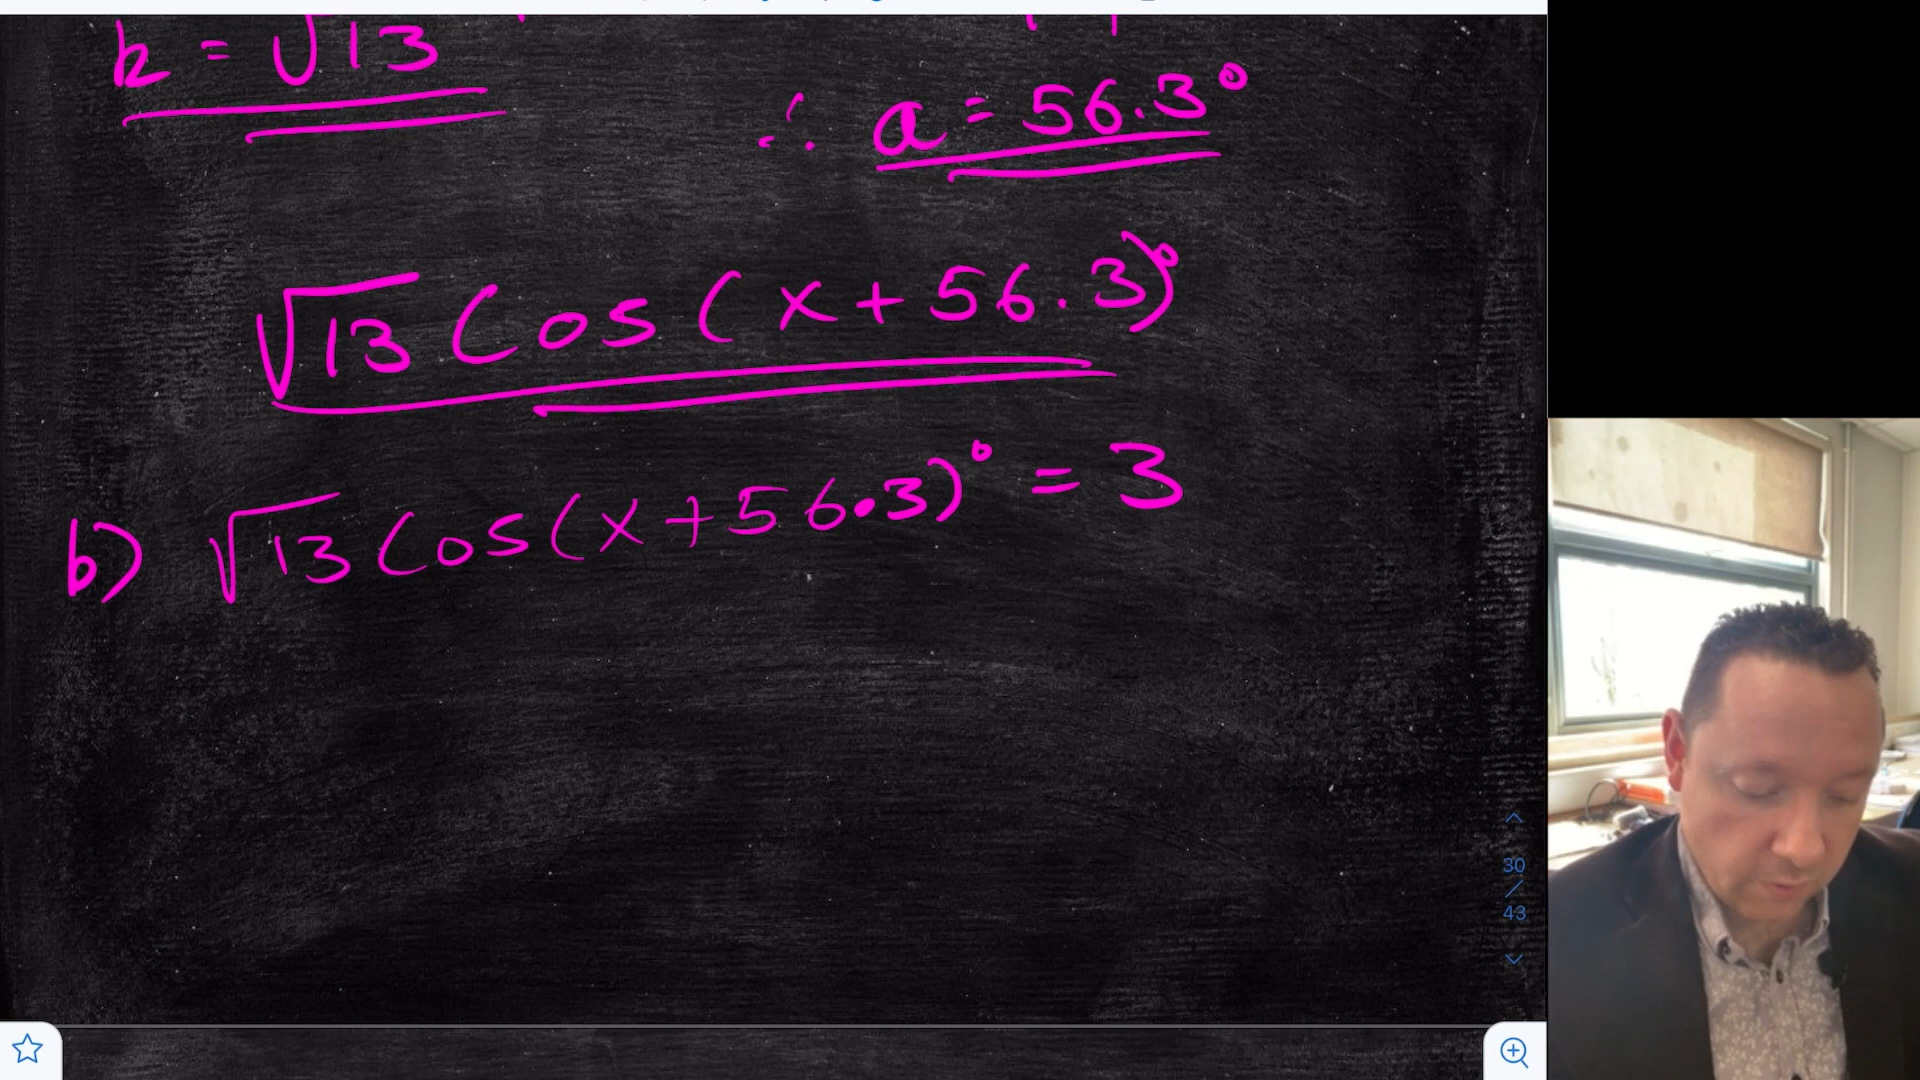 k = √13
∴ a = 56.3°
√13 Cos (x + 56.3)°
b) √13 Cos (x + 56.3)° = 3
30
/
43